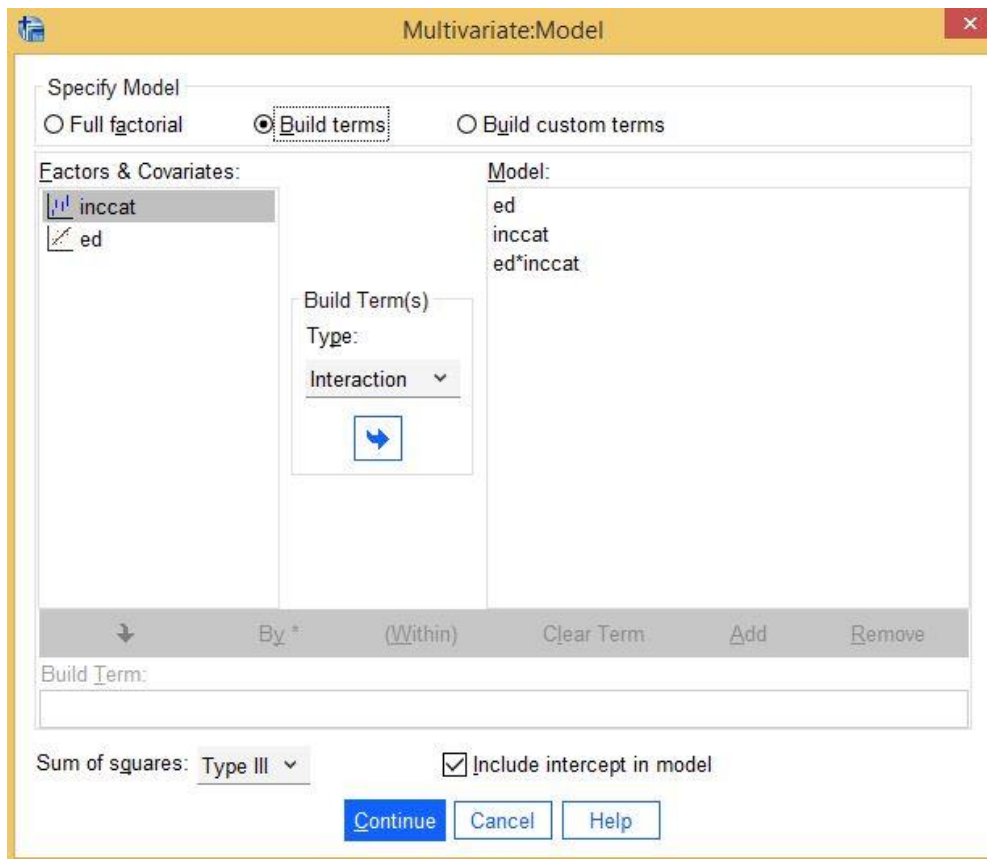 Multivariate:Model
Specify Model
Full factorial Build terms Build custom terms
Factors & Covariates: Model:
inccat
ed
ed
inccat
ed*inccat
Build Term(s)
Type:
Interaction
By * (Within) Clear Term Add Remove
Build Term:
Sum of squares: Type III Include intercept in model
Continue Cancel Help